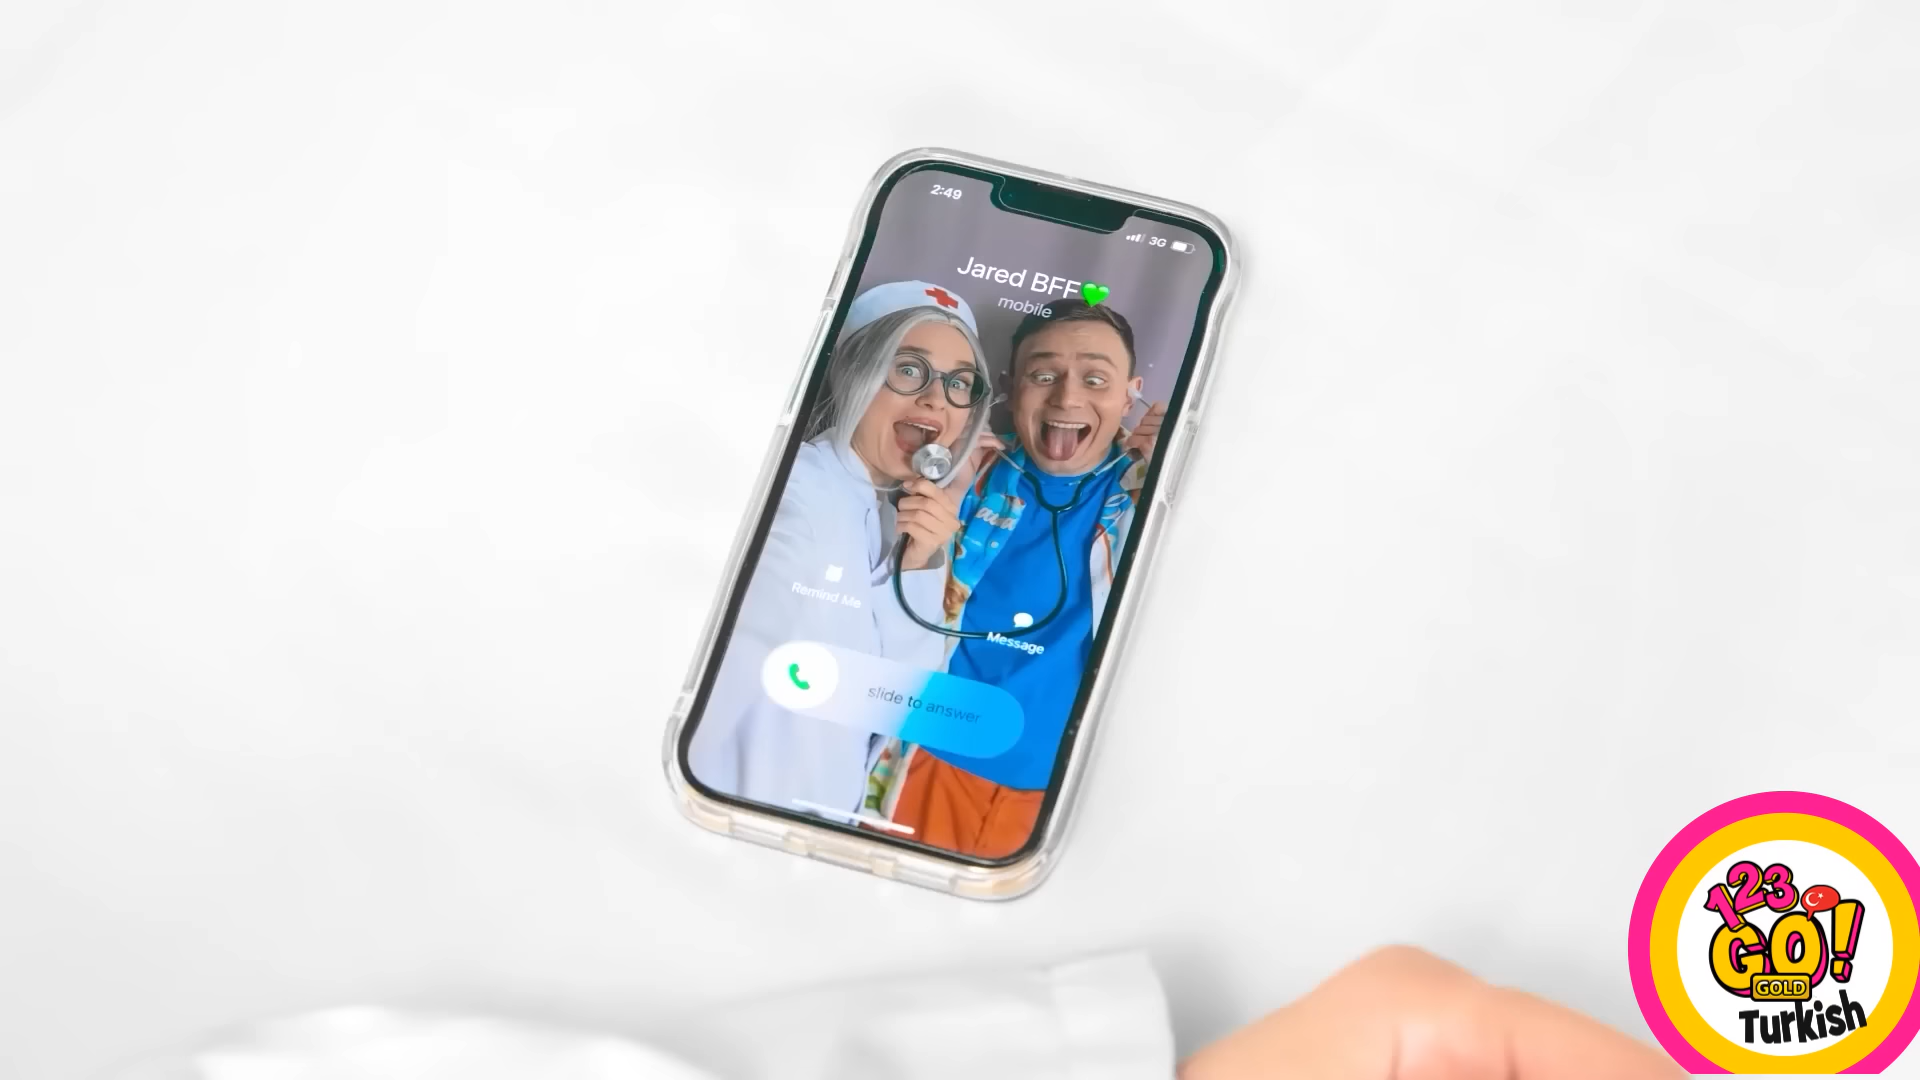 2:49
3G
Jared BFF💚
mobile
Remind Me
Message
slide to answer
123
GO!
GOLD
Turkish